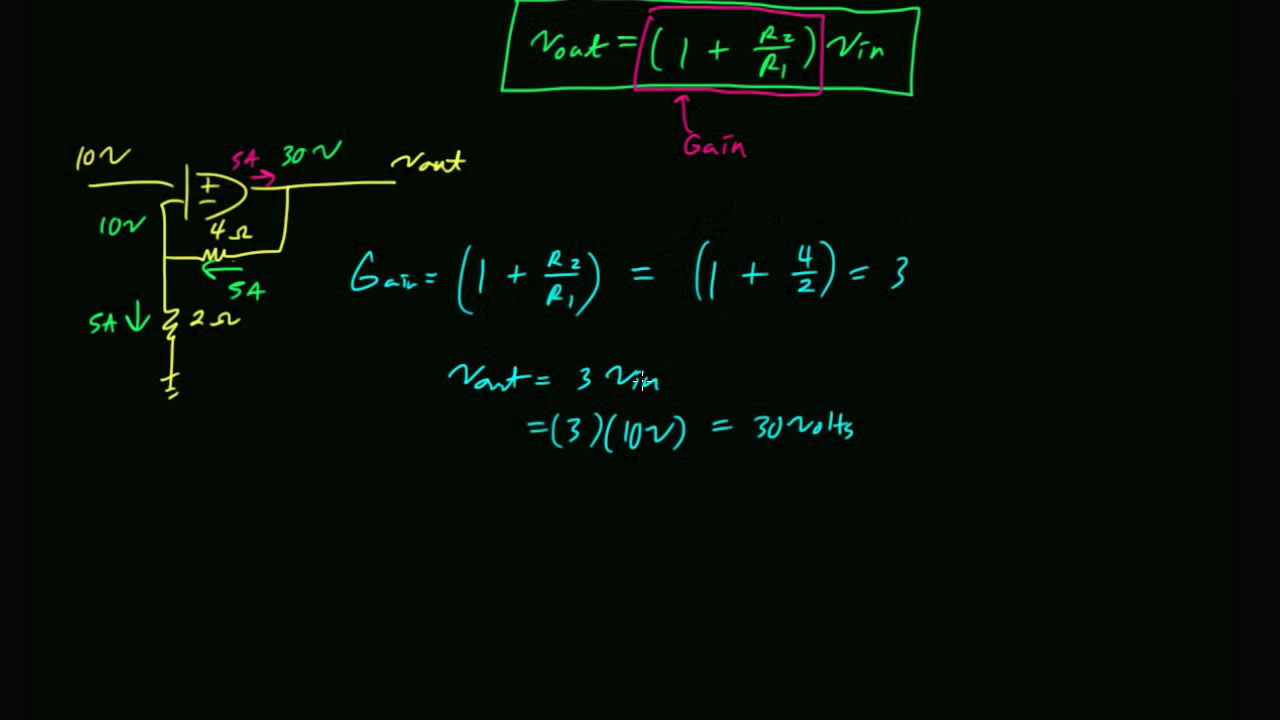 Vout = (1 + R2/R1) Vin
Gain
10V
5A
30V
Vout
+
-
10V
4Ω
5A
5A ↓
2Ω
Gain = (1 + R2/R1) = (1 + 4/2) = 3
Vout = 3 Vin
= (3)(10V) = 30 volts